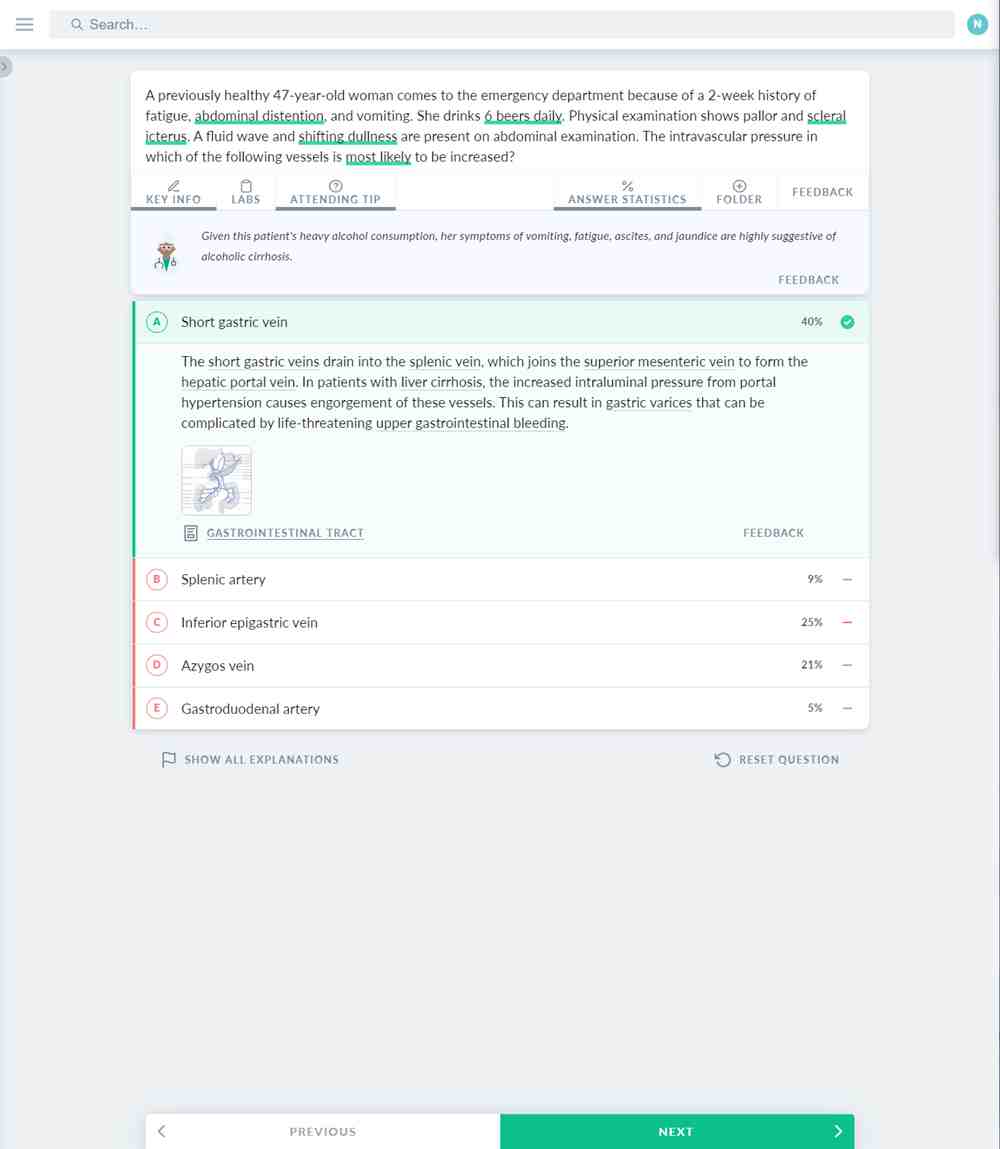 Search...
N
A previously healthy 47-year-old woman comes to the emergency department because of a 2-week history of
fatigue, abdominal distention, and vomiting. She drinks 6 beers daily. Physical examination shows pallor and scleral
icterus. A fluid wave and shifting dullness are present on abdominal examination. The intravascular pressure in
which of the following vessels is most likely to be increased?
KEY INFO
LABS
ATTENDING TIP
ANSWER STATISTICS
FOLDER
FEEDBACK
Given this patient's heavy alcohol consumption, her symptoms of vomiting, fatigue, ascites, and jaundice are highly suggestive of
alcoholic cirrhosis.
FEEDBACK
A Short gastric vein 40%
The short gastric veins drain into the splenic vein, which joins the superior mesenteric vein to form the
hepatic portal vein. In patients with liver cirrhosis, the increased intraluminal pressure from portal
hypertension causes engorgement of these vessels. This can result in gastric varices that can be
complicated by life-threatening upper gastrointestinal bleeding.
GASTROINTESTINAL TRACT
FEEDBACK
B Splenic artery 9%
C Inferior epigastric vein 25%
D Azygos vein 21%
E Gastroduodenal artery 5%
SHOW ALL EXPLANATIONS
RESET QUESTION
PREVIOUS
NEXT